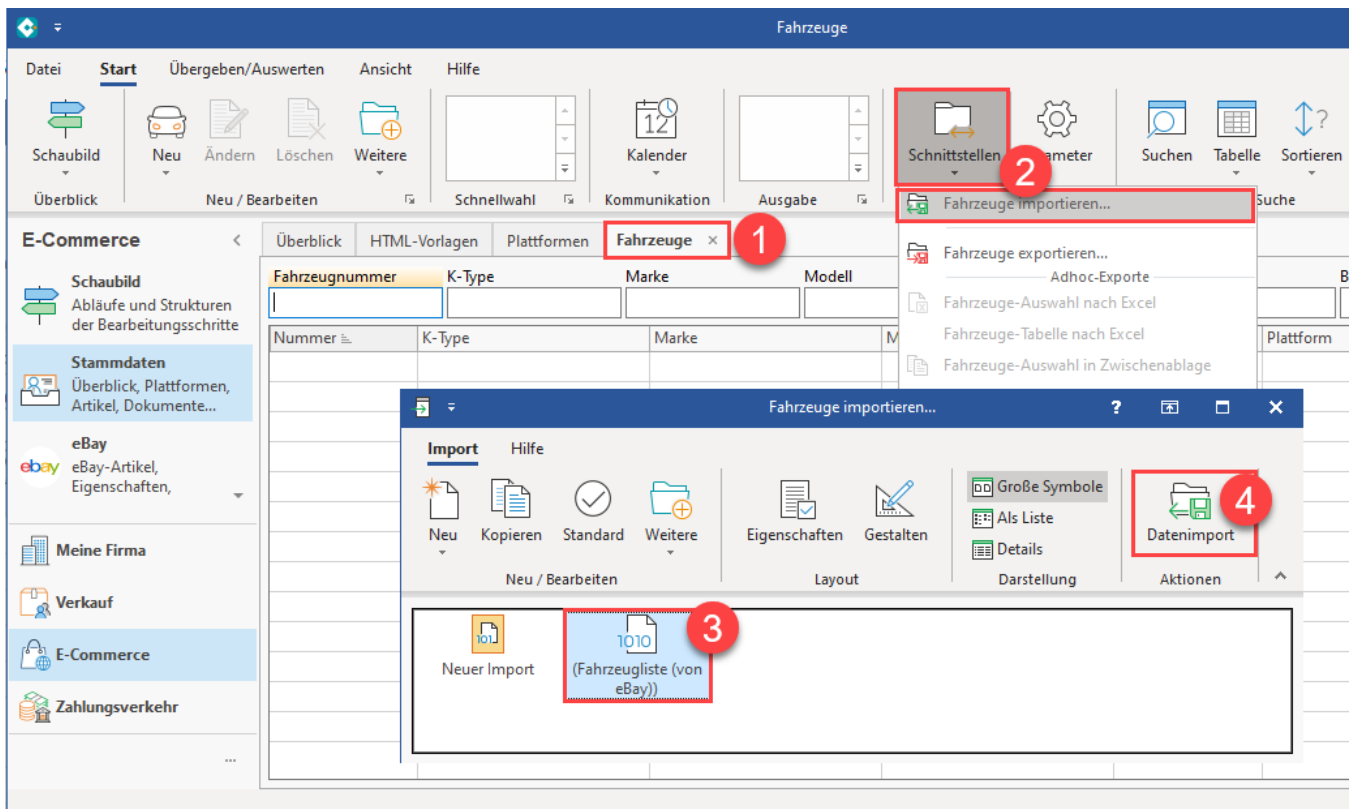 Fahrzeuge
Datei Start Übergeben/Auswerten Ansicht Hilfe
12
?
Schaubild Neu Ändern Löschen Weitere Kalender Schnittstellen ameter Suchen Tabelle Sortieren
2
Überblick Neu / Bearbeiten Schnellwahl Kommunikation Ausgabe Suche
Fahrzeuge importieren...
E-Commerce
Überblick HTML-Vorlagen Plattformen Fahrzeuge × 1
Fahrzeuge exportieren...
Adhoc-Exporte
Fahrzeuge-Auswahl nach Excel
Fahrzeuge-Tabelle nach Excel
Fahrzeuge-Auswahl in Zwischenablage
Fahrzeugnummer K-Type Marke Modell B
Nummer K-Type Marke M Plattform
Schaubild
Abläufe und Strukturen
der Bearbeitungsschritte
Stammdaten
Überblick, Plattformen,
Artikel, Dokumente...
eBay
ebay eBay-Artikel,
Eigenschaften,
Meine Firma
Verkauf
E-Commerce
Zahlungsverkehr
...
Fahrzeuge importieren... ?
Import Hilfe
Neu Kopieren Standard Weitere Eigenschaften Gestalten
Große Symbole
Als Liste
Details
4
Datenimport
Neu / Bearbeiten Layout Darstellung Aktionen
101 1010 3
Neuer Import (Fahrzeugliste (von
eBay))